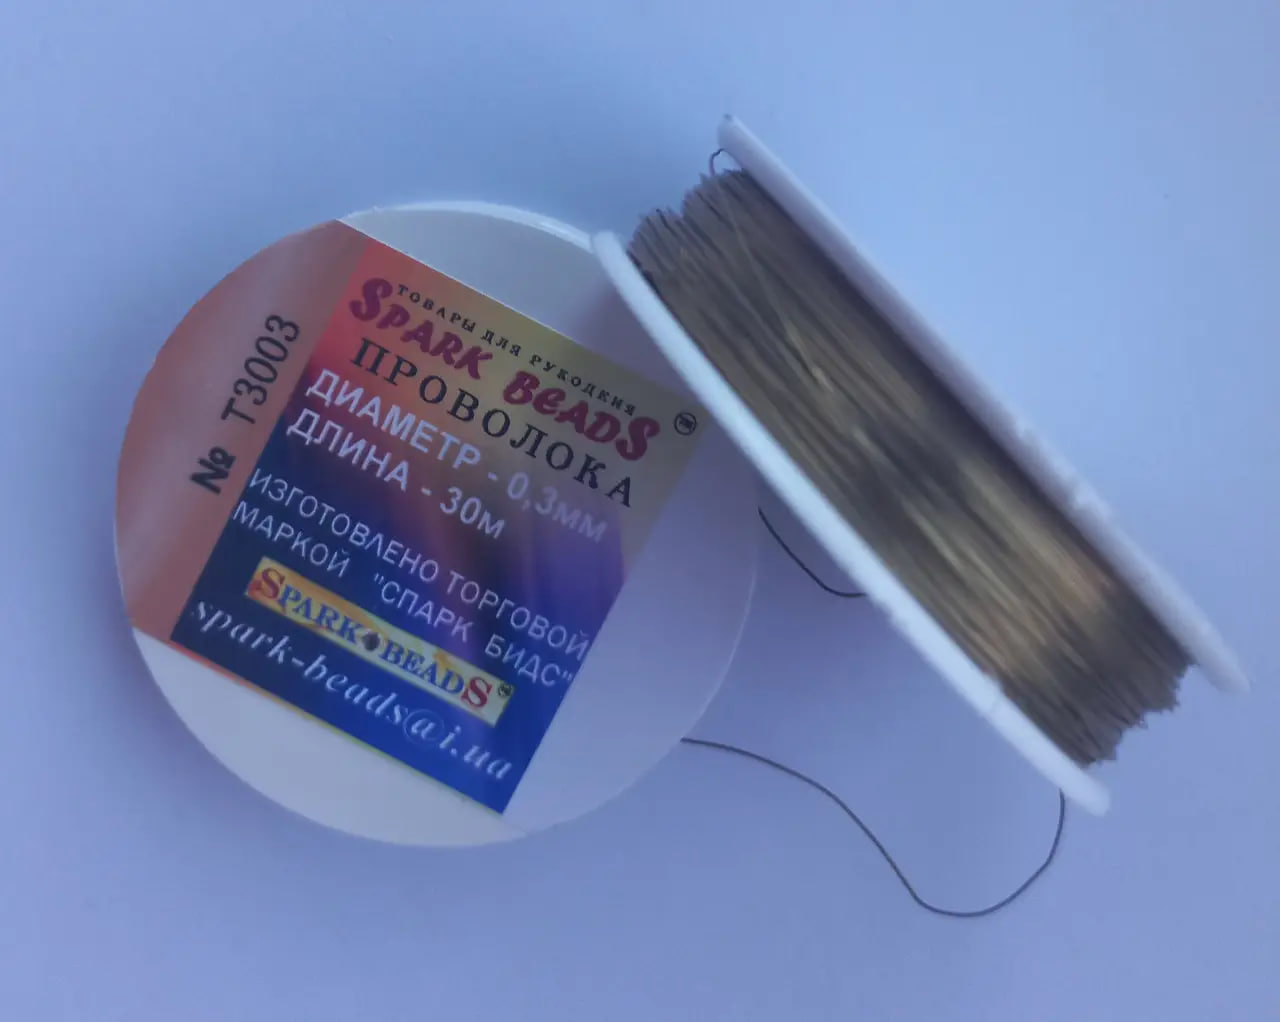 № Т3003
ТОВАРЫ ДЛЯ РУКОДЕЛИЯ
SPARK BEADS
ПРОВОЛОКА
ДИАМЕТР - 0,3мм
ДЛИНА - 30м
ИЗГОТОВЛЕНО ТОРГОВОЙ
МАРКОЙ "СПАРК БИДС"
SPARK BEADS
spark-beads@i.ua